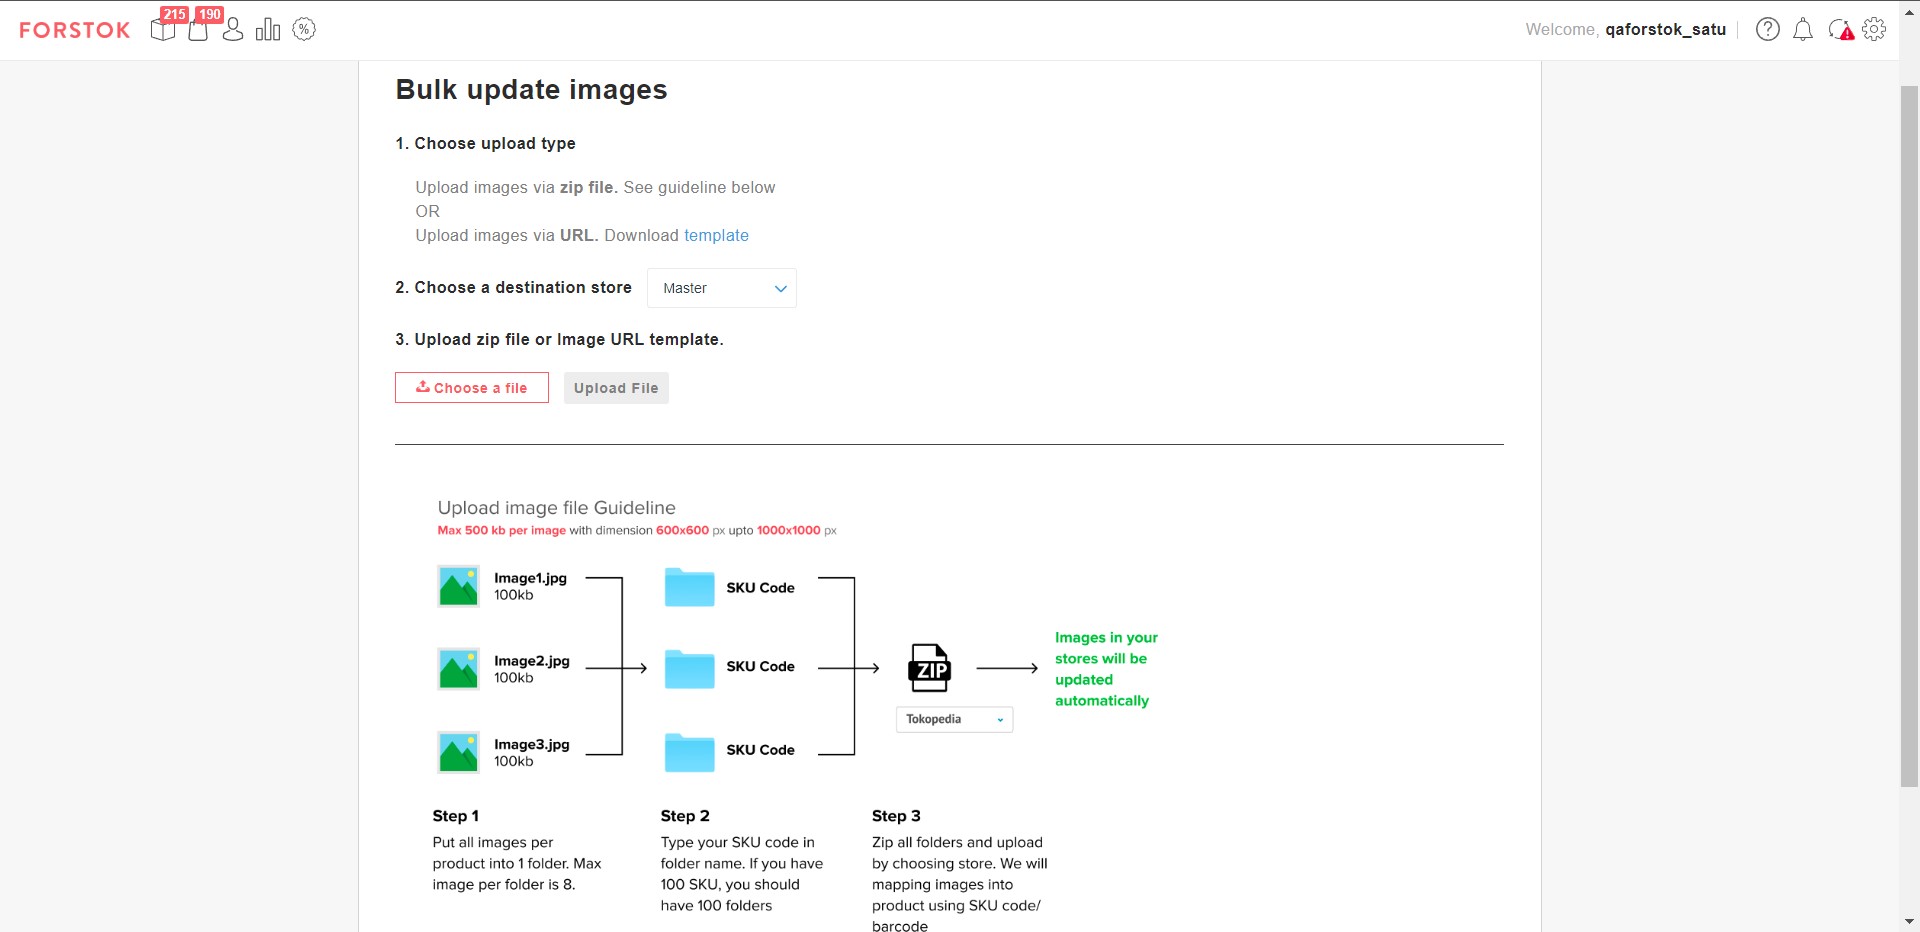 FORSTOK
215
190
%
Welcome, qaforstok_satu
?
Bulk update images
1. Choose upload type
Upload images via zip file. See guideline below
OR
Upload images via URL. Download template
2. Choose a destination store
Master
3. Upload zip file or Image URL template.
Choose a file
Upload File
Upload image file Guideline
Max 500 kb per image with dimension 600x600 px upto 1000x1000 px
Image1.jpg
100kb
SKU Code
Image2.jpg
100kb
SKU Code
Image3.jpg
100kb
SKU Code
ZIP
Tokopedia
Images in your
stores will be
updated
automatically
Step 1
Put all images per
product into 1 folder. Max
image per folder is 8.
Step 2
Type your SKU code in
folder name. If you have
100 SKU, you should
have 100 folders
Step 3
Zip all folders and upload
by choosing store. We will
mapping images into
product using SKU code/
barcode